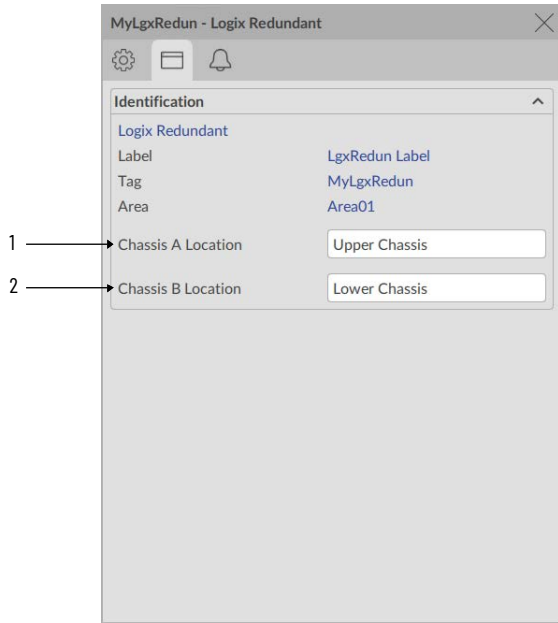 MyLgxRedun - Logix Redundant
Identification
Logix Redundant
Label LgxRedun Label
Tag MyLgxRedun
Area Area01
1 Chassis A Location Upper Chassis
2 Chassis B Location Lower Chassis